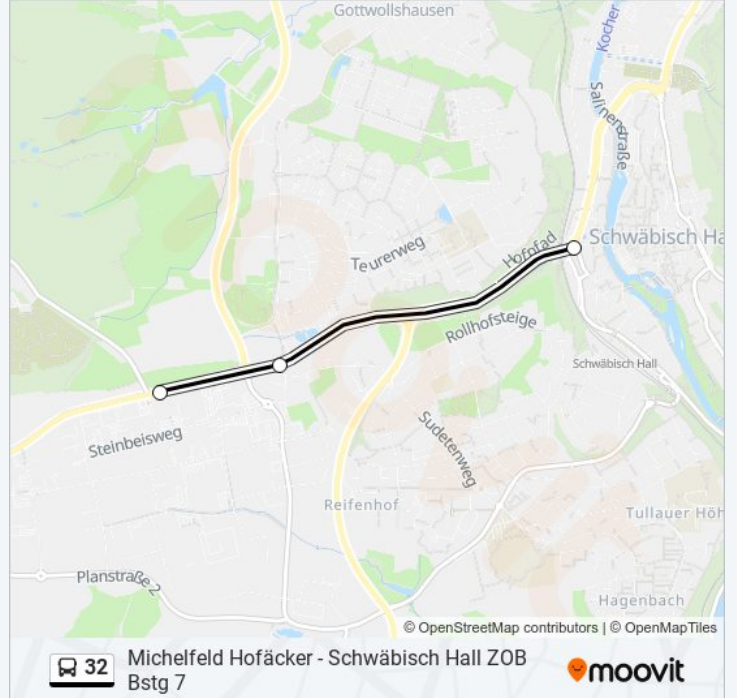 Gottwollshausen
Kocher
Salinenstraße
Schwäbisch Ha
Hofpfad
Teurerweg
Rollhofsteige
Schwäbisch Hall
Steinbeisweg
Sudetenweg
Reifenhof
Tullauer Höh
Planstraße 2
Hagenbach
© OpenStreetMap contributors | © OpenMapTiles
32
Michelfeld Hofäcker - Schwäbisch Hall ZOB
Bstg 7
moovit